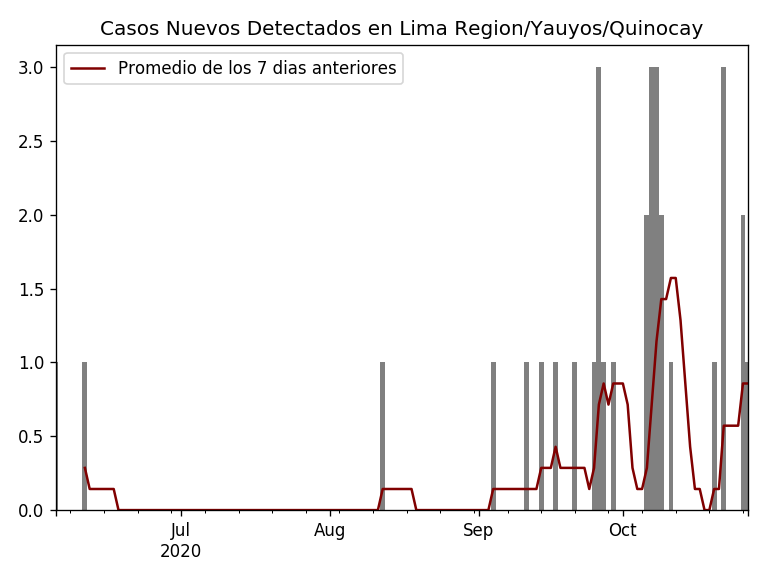 Casos Nuevos Detectados en Lima Region/Yauyos/Quinocay
Promedio de los 7 dias anteriores
3.0
2.5
2.0
1.5
1.0
0.5
0.0
Jul
2020
Aug
Sep
Oct